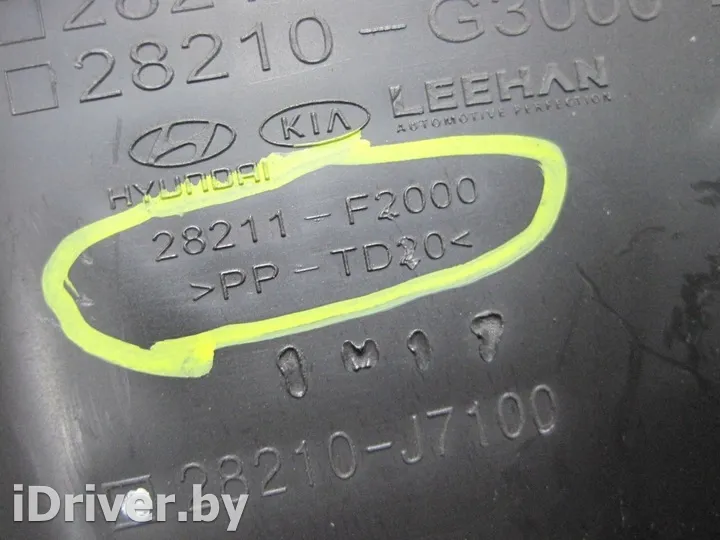 28210-G3000
KIA
LEEHAN
AUTOMOTIVE PERFECTION
HYUNDAI
28211-F2000
>PP-TD20<
28210-J7100
iDriver.by